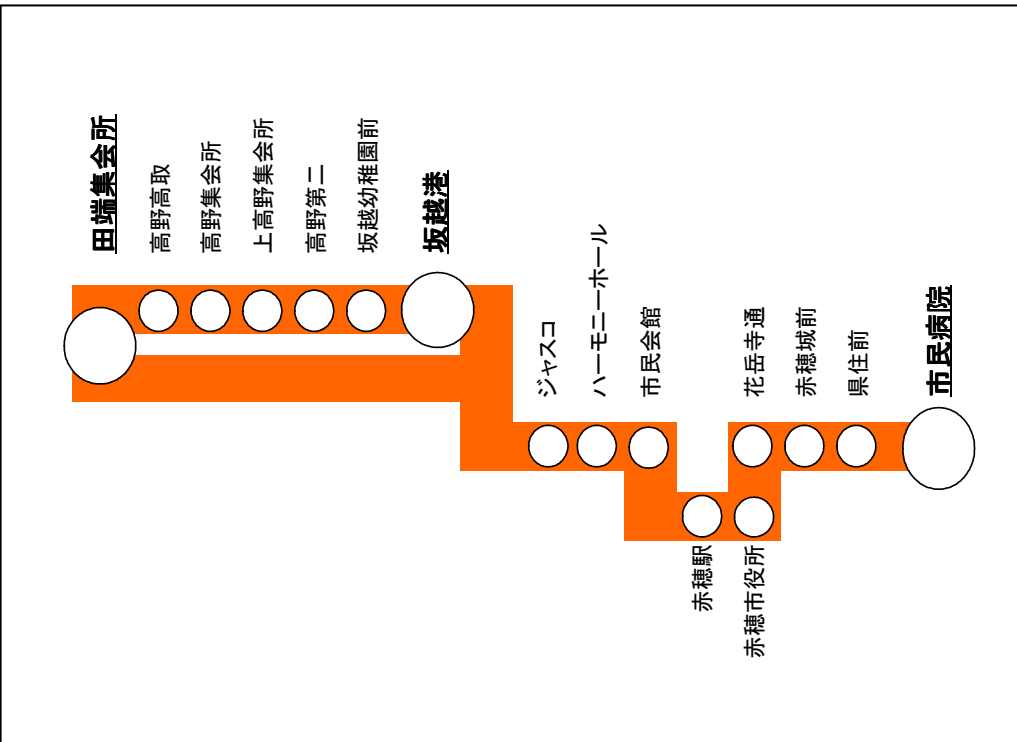 田端集会所
高野高取
高野集会所
上高野集会所
高野第二
坂越幼稚園前
坂越港
ジャスコ
ハーモニーホール
市民会館
赤穂駅
赤穂市役所
花岳寺通
赤穂城前
県住前
市民病院